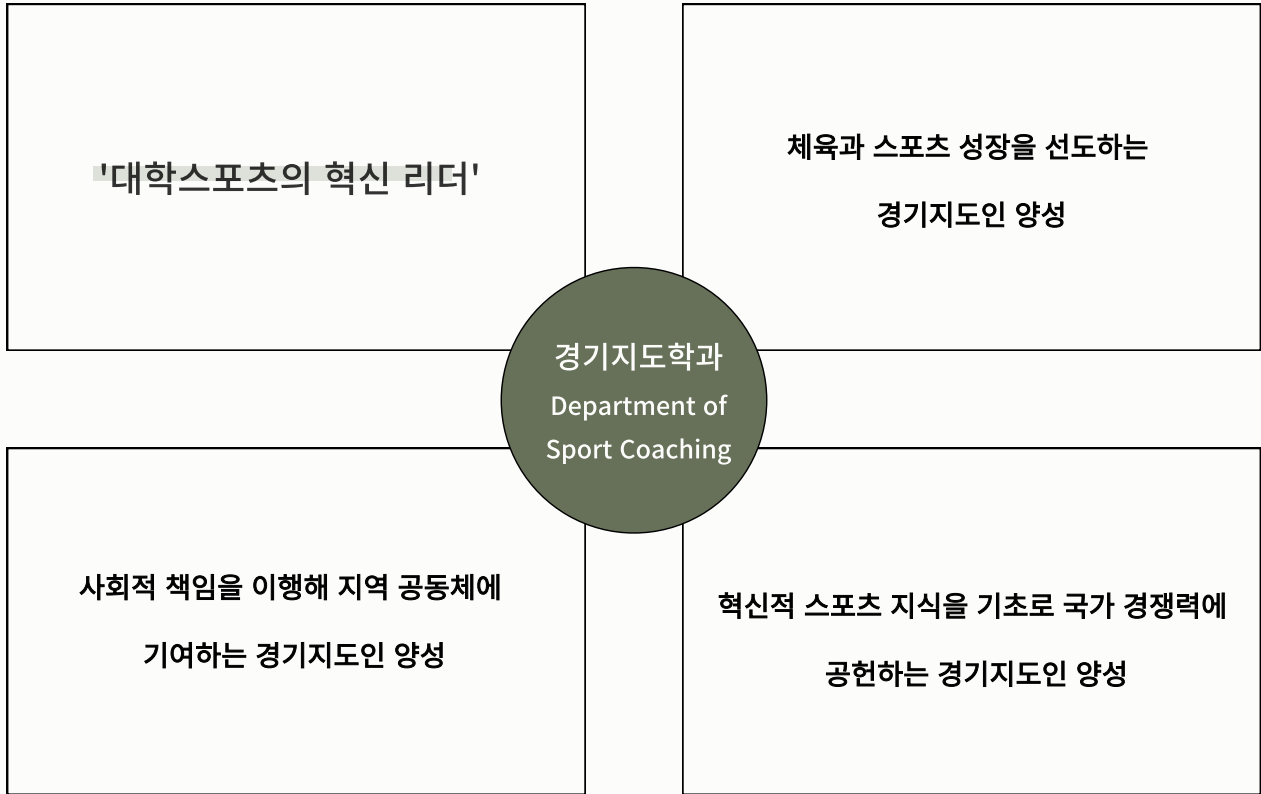 '대학스포츠의 혁신 리더'
체육과 스포츠 성장을 선도하는
경기지도인 양성
경기지도학과
Department of
Sport Coaching
사회적 책임을 이행해 지역 공동체에
기여하는 경기지도인 양성
혁신적 스포츠 지식을 기초로 국가 경쟁력에
공헌하는 경기지도인 양성